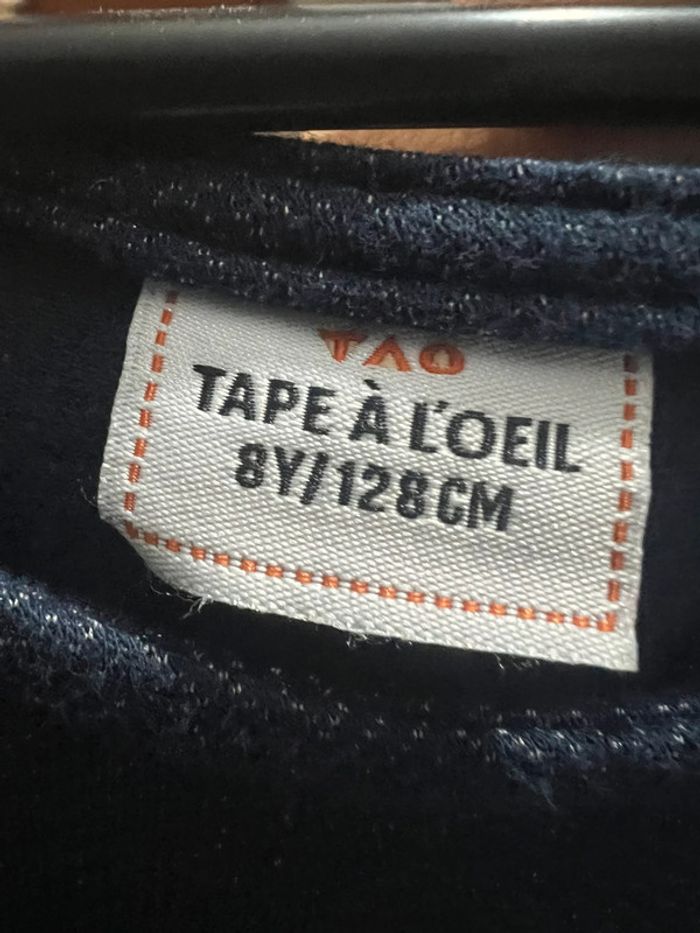 TAO
TAPE À L'OEIL
8Y/128CM